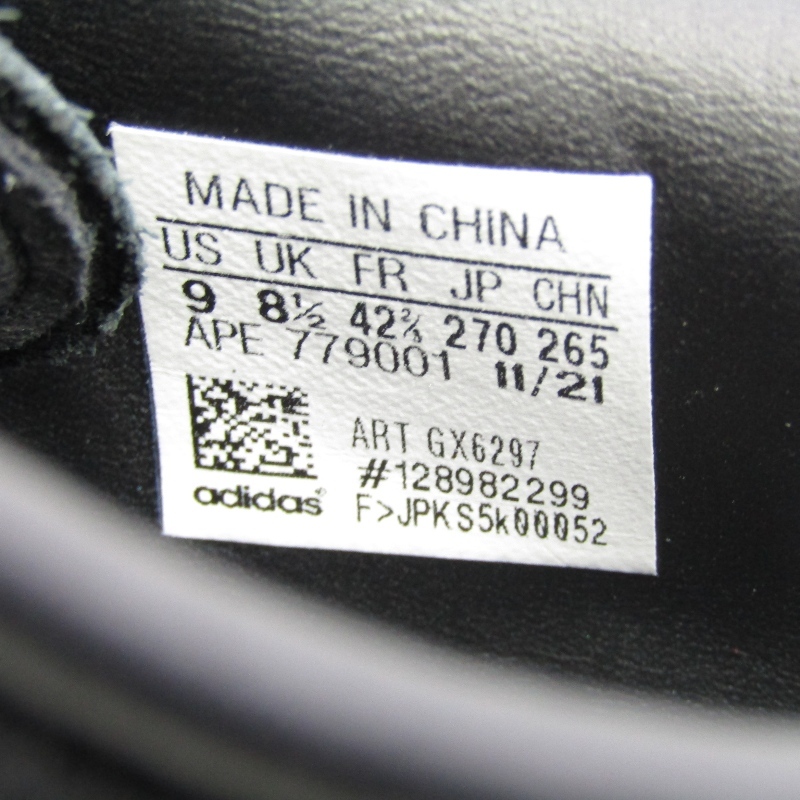 MADE IN CHINA
US UK FR JP CHN
9 8½ 42⅔ 270 265
APE 779001 11/21
ART GX6297
#128982299
adidas
F>JPKS5k00052